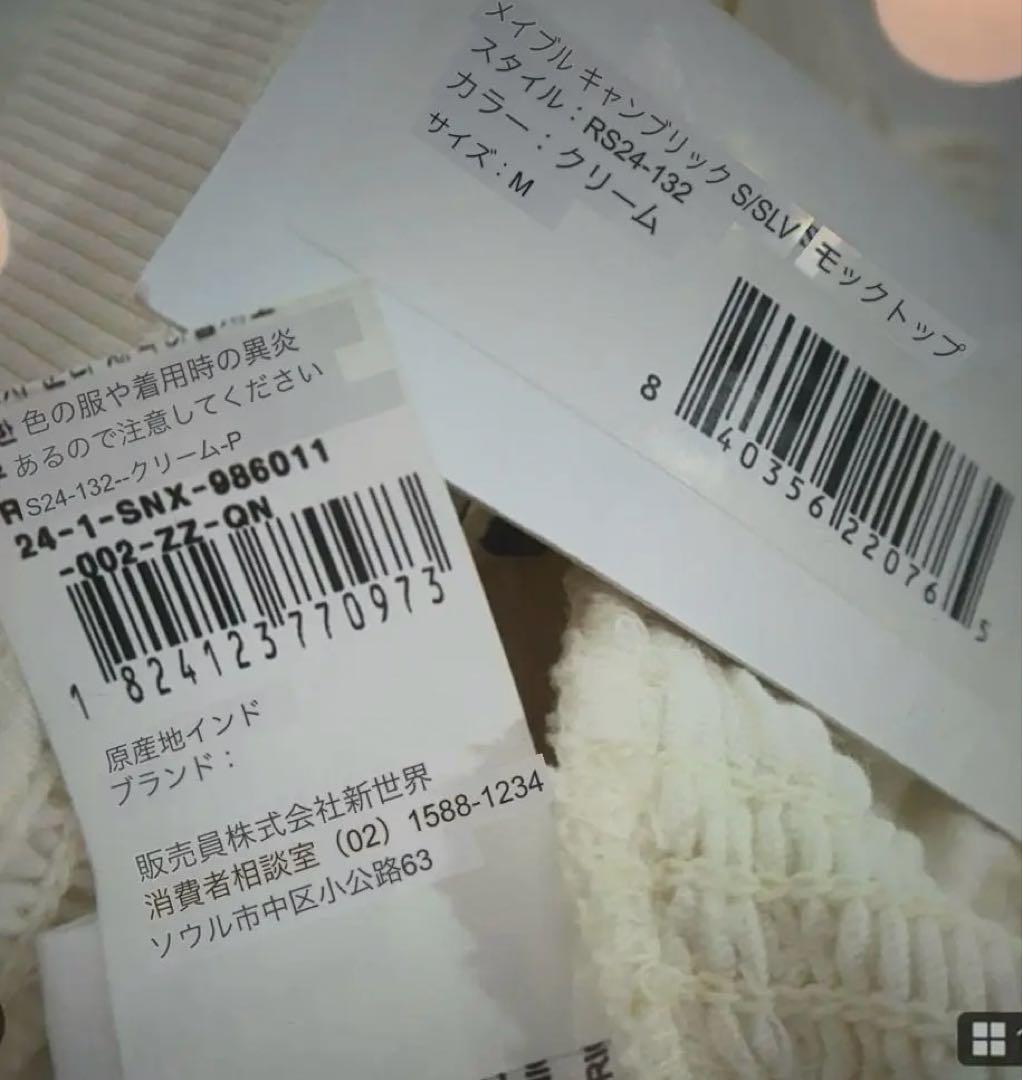 メイブル キャンブリック S/SLV モックトップ
スタイル：RS24-132
カラー：クリーム
サイズ：M
8 40356 22076 5
한 色の服や着用時の異炎
あるので注意してください
RS24-132--クリーム-P
24-1-SNX-986011
-002-ZZ-QN
1 824123 770973
原産地インド
ブランド：
販売員株式会社新世界
消費者相談室（02）1588-1234
ソウル市中区小公路63